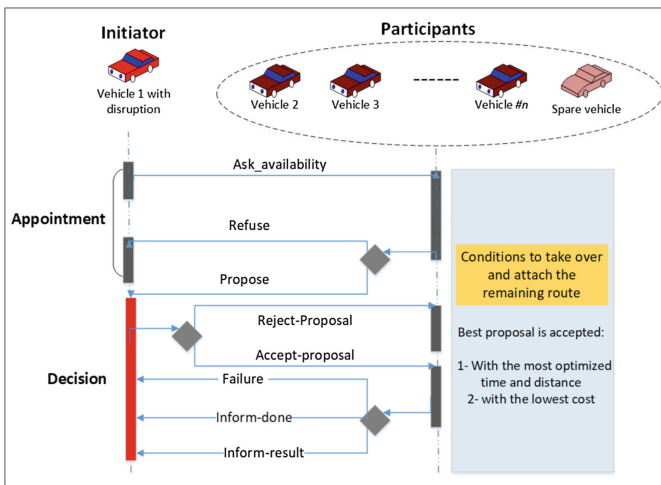 Initiator
Participants
Vehicle 1 with
disruption
Vehicle 2
Vehicle 3
Vehicle #n
Spare vehicle
Appointment
Ask_availability
Refuse
Propose
Conditions to take over
and attach the
remaining route
Decision
Reject-Proposal
Accept-proposal
Failure
Inform-done
Inform-result
Best proposal is accepted:
1- With the most optimized
time and distance
2- with the lowest cost